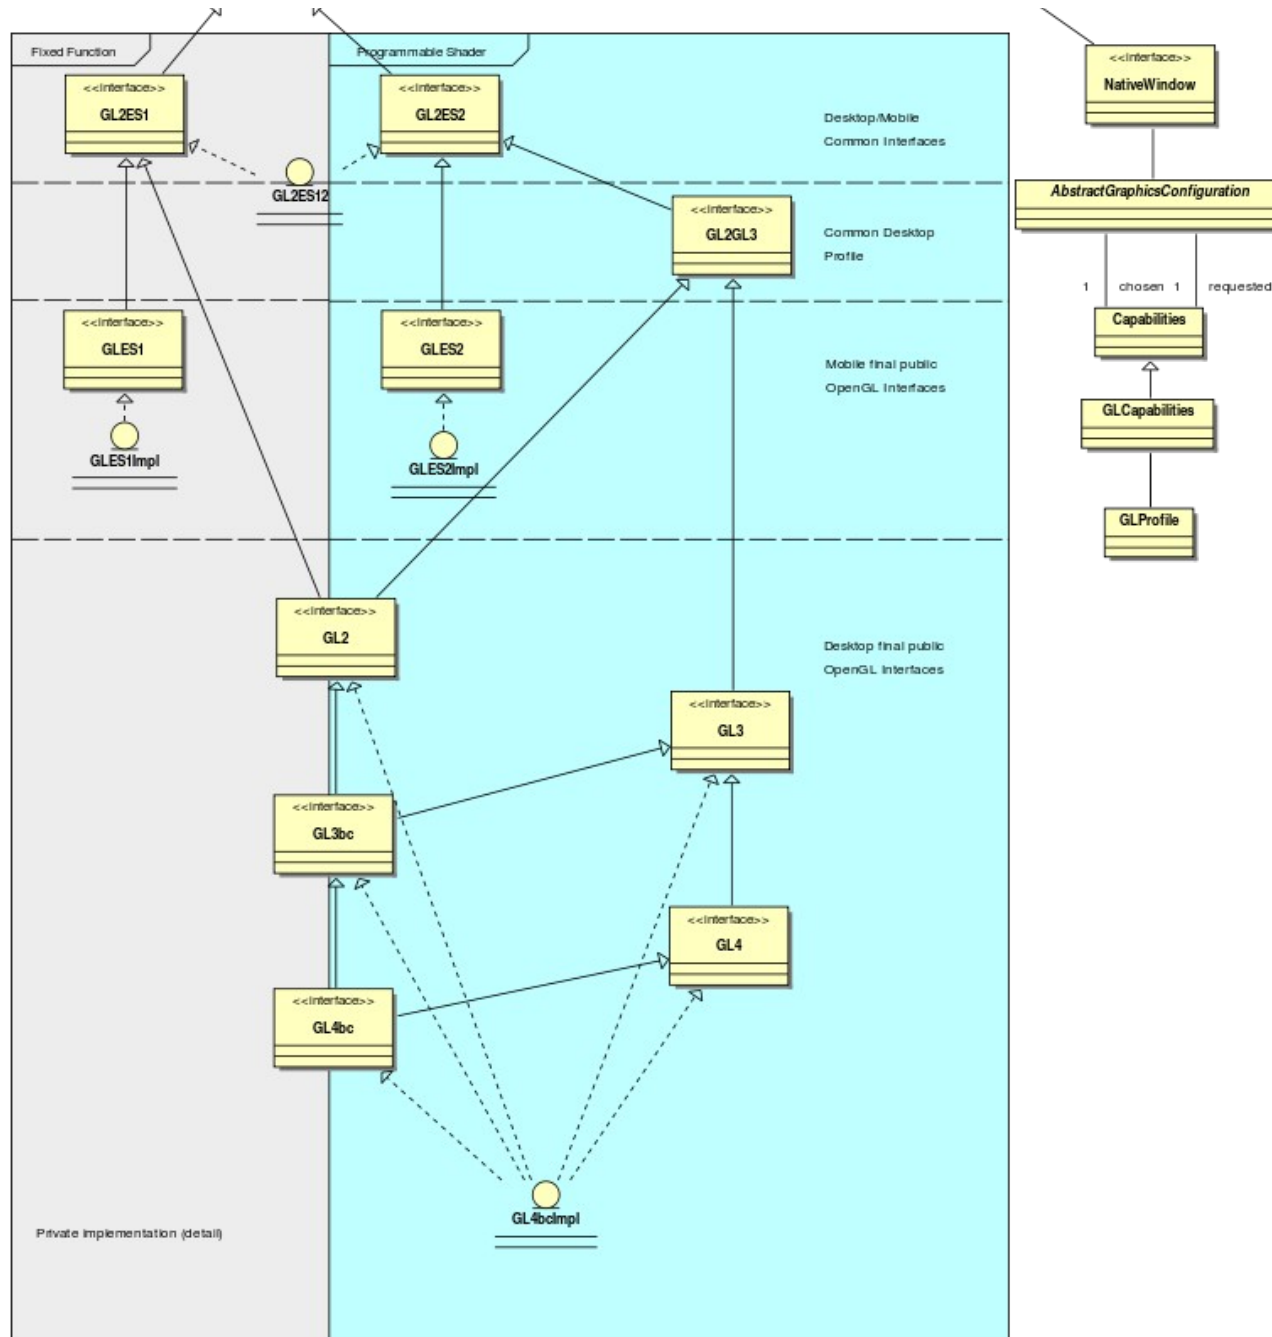 Fixed Function
Programmable Shader
<<Interface>>
GL2ES1
<<Interface>>
GL2ES2
Desktop/Mobile
Common Interfaces
<<Interface>>
NativeWindow
GL2ES12
AbstractGraphicsConfiguration
<<Interface>>
GL2GL3
Common Desktop
Profile
1 chosen 1 requested
<<Interface>>
GLES1
<<Interface>>
GLES2
Capabilities
Mobile final public
OpenGL Interfaces
GLCapabilities
GLES1Impl
GLES2Impl
GLProfile
<<Interface>>
GL2
Desktop final public
OpenGL Interfaces
<<Interface>>
GL3
<<Interface>>
GL3bc
<<Interface>>
GL4
<<Interface>>
GL4bc
GL4bcImpl
Private Implementation (detail)